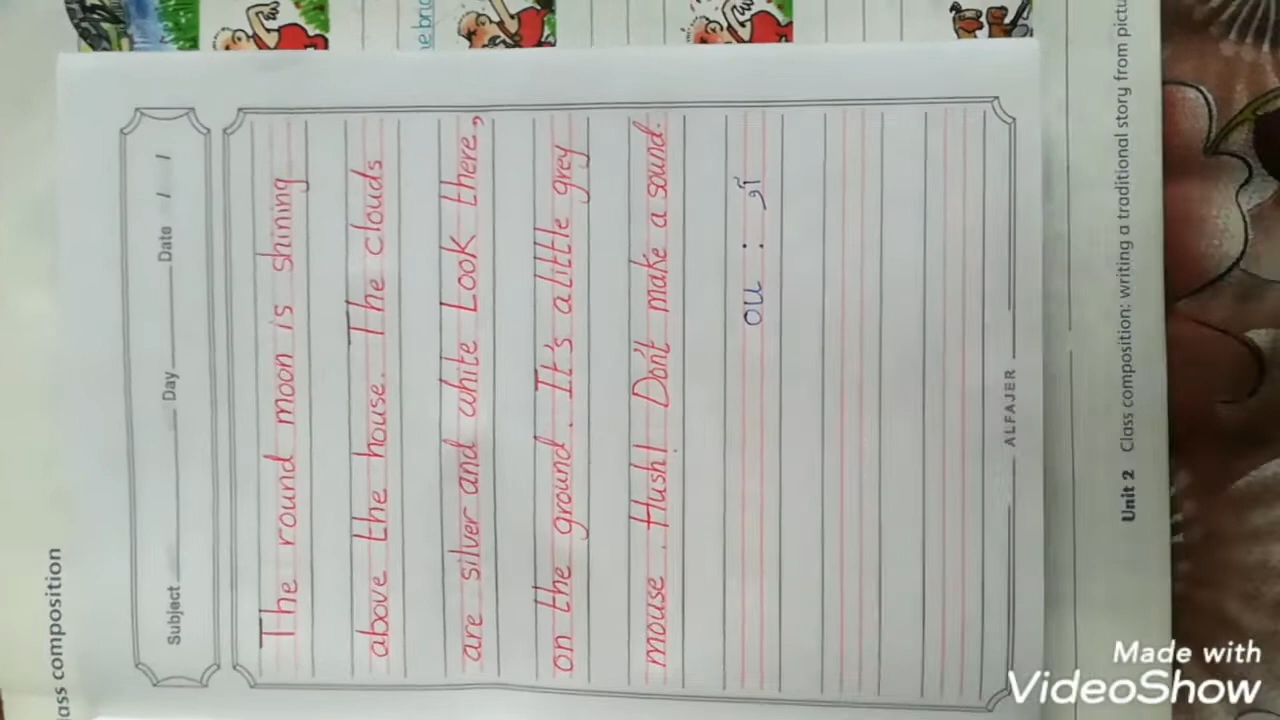 Subject Day Date / /
The round moon is shining
above the house. The clouds
are silver and white Look there,
on the ground. It's a little grey
mouse. Hush! Don't make a sound.
ou : آو
ALFAJER
Unit 2 Class composition: writing a traditional story from pictu
ass composition
e bri
Made with
VideoShow